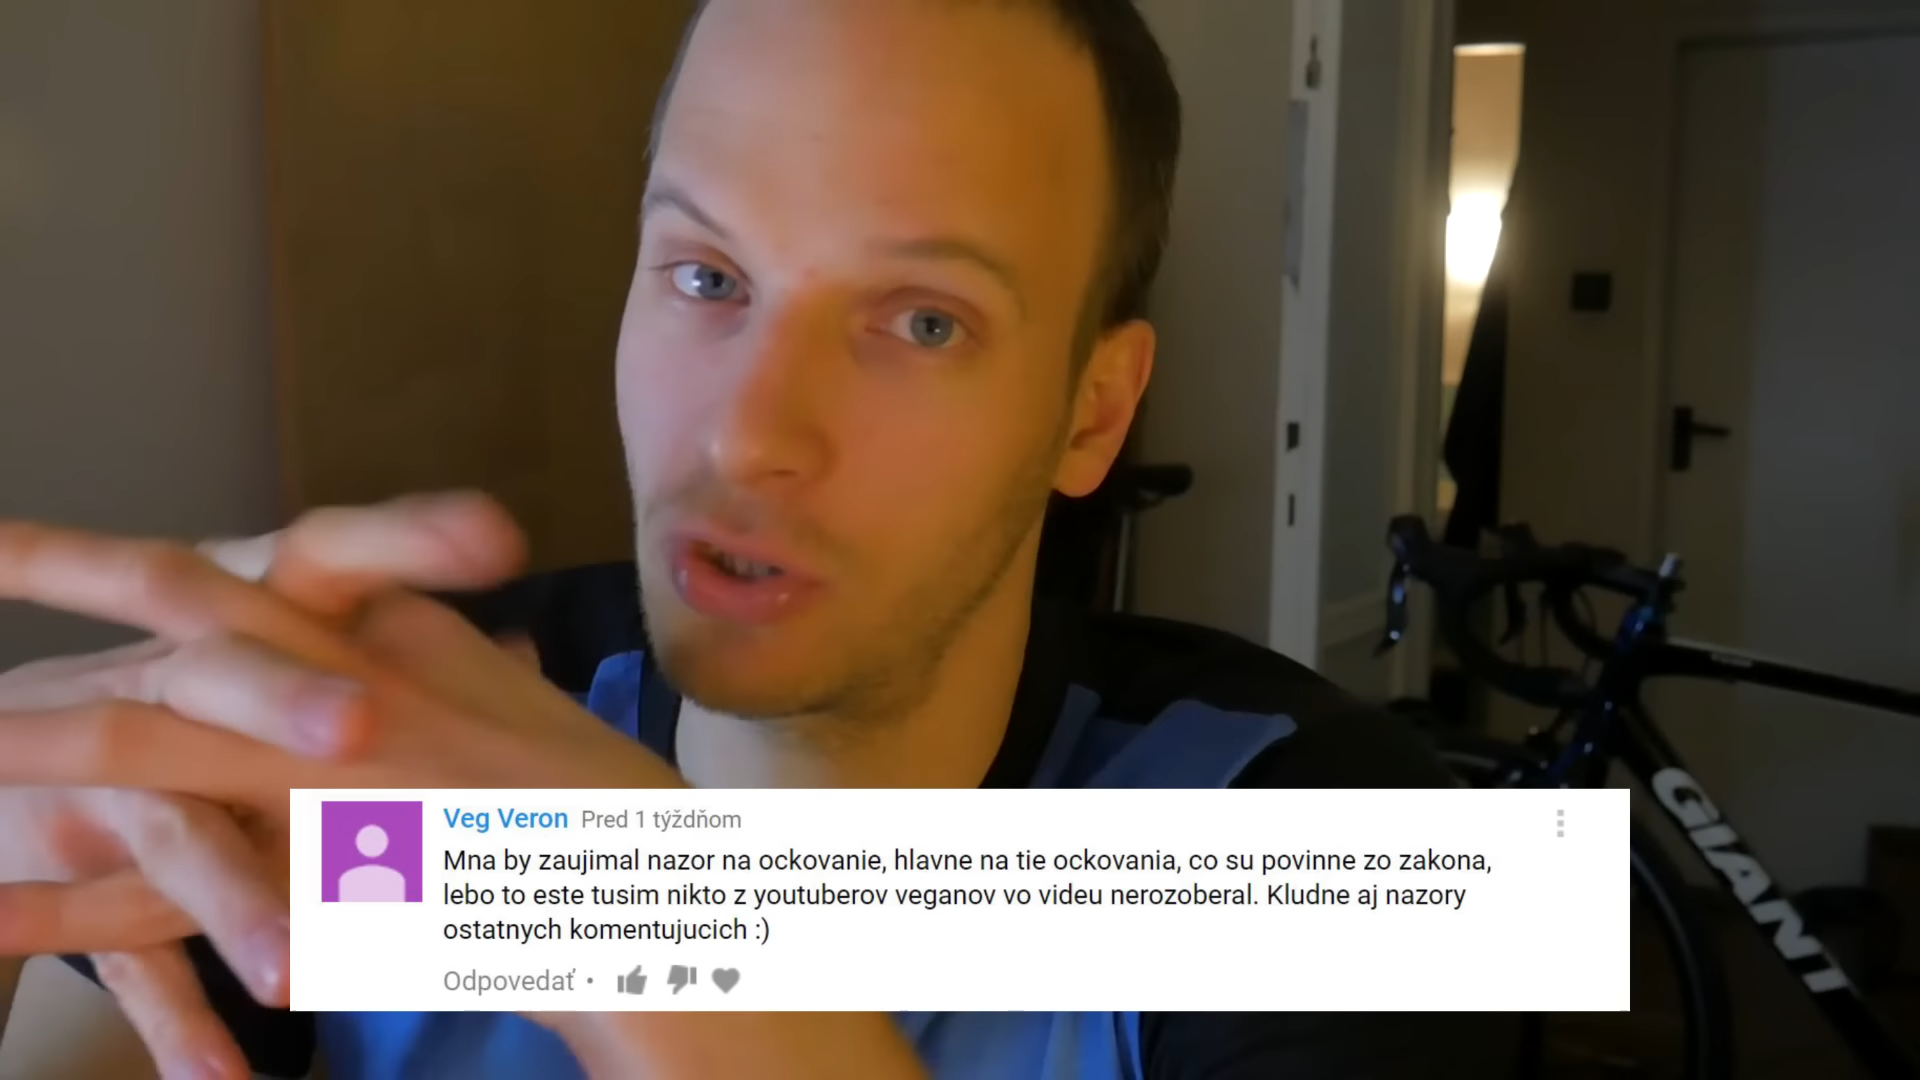 Veg Veron Pred 1 týždňom
Mna by zaujimal nazor na ockovanie, hlavne na tie ockovania, co su povinne zo zakona,
lebo to este tusim nikto z youtuberov veganov vo videu nerozoberal. Kludne aj nazory
ostatnych komentujucich :)
Odpovedať •
GIANT